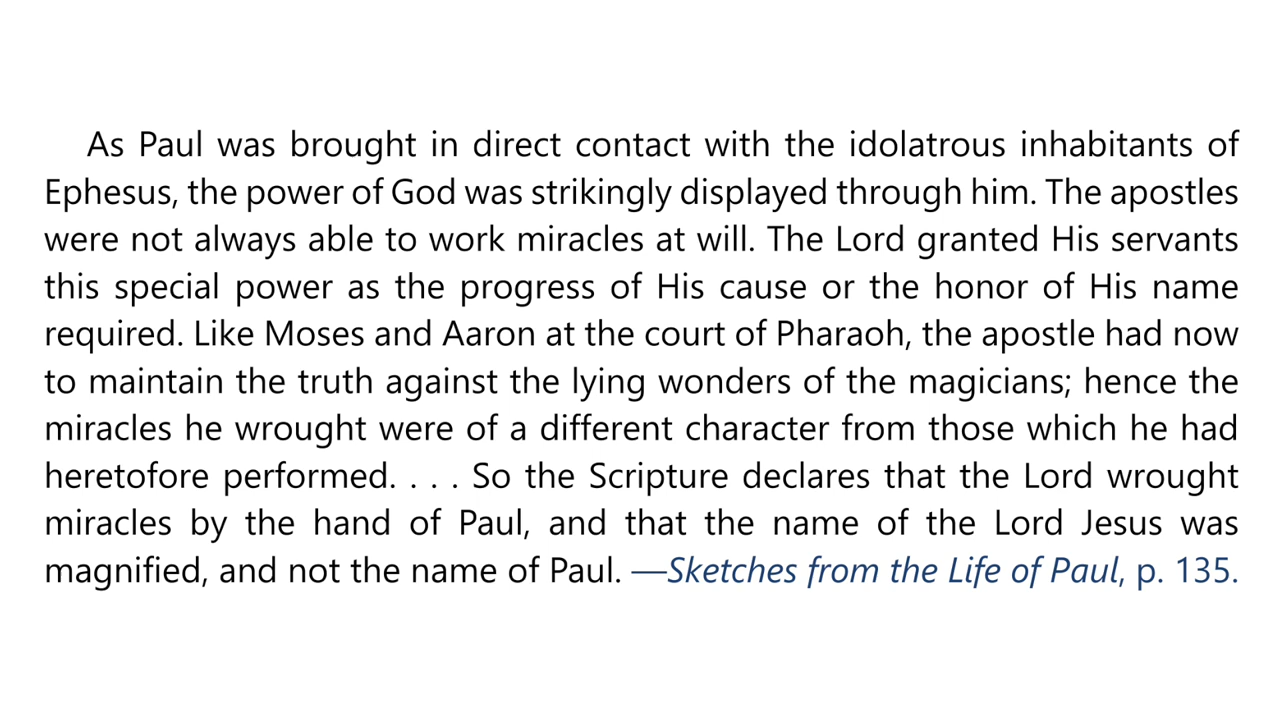 As Paul was brought in direct contact with the idolatrous inhabitants of
Ephesus, the power of God was strikingly displayed through him. The apostles
were not always able to work miracles at will. The Lord granted His servants
this special power as the progress of His cause or the honor of His name
required. Like Moses and Aaron at the court of Pharaoh, the apostle had now
to maintain the truth against the lying wonders of the magicians; hence the
miracles he wrought were of a different character from those which he had
heretofore performed. . . . So the Scripture declares that the Lord wrought
miracles by the hand of Paul, and that the name of the Lord Jesus was
magnified, and not the name of Paul. —Sketches from the Life of Paul, p. 135.